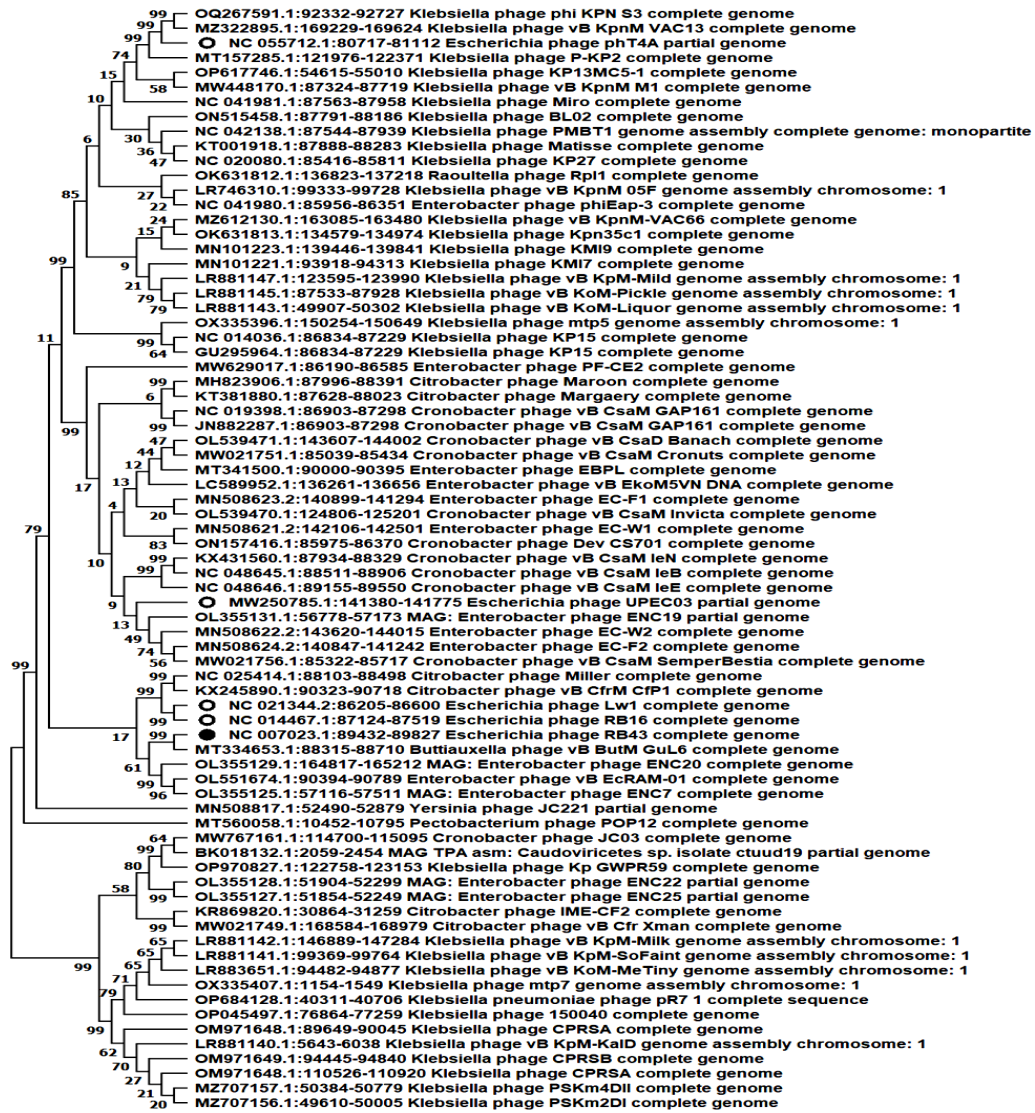 OQ267591.1:92332-92727 Klebsiella phage phi KPN S3 complete genome
MZ322895.1:169229-169624 Klebsiella phage vB KpnM VAC13 complete genome
NC 055712.1:80717-81112 Escherichia phage phT4A partial genome
MT157285.1:121976-122371 Klebsiella phage P-KP2 complete genome
OP617746.1:54615-55010 Klebsiella phage KP13MC5-1 complete genome
MW448170.1:87324-87719 Klebsiella phage vB KpnM M1 complete genome
NC 041981.1:87563-87958 Klebsiella phage Miro complete genome
ON515458.1:87791-88186 Klebsiella phage BL02 complete genome
NC 042138.1:87544-87939 Klebsiella phage PMBT1 genome assembly complete genome: monopartite
KT001918.1:87888-88283 Klebsiella phage Matisse complete genome
NC 020080.1:85416-85811 Klebsiella phage KP27 complete genome
OK631812.1:136823-137218 Raoultella phage Rpl1 complete genome
LR746310.1:99333-99728 Klebsiella phage vB KpnM 05F genome assembly chromosome: 1
NC 041980.1:85956-86351 Enterobacter phage phiEap-3 complete genome
MZ612130.1:163085-163480 Klebsiella phage vB KpnM-VAC66 complete genome
OK631813.1:134579-134974 Klebsiella phage Kpn35c1 complete genome
MN101223.1:139446-139841 Klebsiella phage KMI9 complete genome
MN101221.1:93918-94313 Klebsiella phage KMI7 complete genome
LR881147.1:123595-123990 Klebsiella phage vB KpM-Mild genome assembly chromosome: 1
LR881145.1:87533-87928 Klebsiella phage vB KoM-Pickle genome assembly chromosome: 1
LR881143.1:49907-50302 Klebsiella phage vB KoM-Liquor genome assembly chromosome: 1
OX335396.1:150254-150649 Klebsiella phage mtp5 genome assembly chromosome: 1
NC 014036.1:86834-87229 Klebsiella phage KP15 complete genome
GU295964.1:86834-87229 Klebsiella phage KP15 complete genome
MW629017.1:86190-86585 Enterobacter phage PF-CE2 complete genome
MH823906.1:87996-88391 Citrobacter phage Maroon complete genome
KT381880.1:87628-88023 Citrobacter phage Margaery complete genome
NC 019398.1:86903-87298 Cronobacter phage vB CsaM GAP161 complete genome
JN882287.1:86903-87298 Cronobacter phage vB CsaM GAP161 complete genome
OL539471.1:143607-144002 Cronobacter phage vB CsaD Banach complete genome
MW021751.1:85039-85434 Cronobacter phage vB CsaM Cronuts complete genome
MT341500.1:90000-90395 Enterobacter phage EBPL complete genome
LC589952.1:136261-136656 Enterobacter phage vB EkoM5VN DNA complete genome
MN508623.2:140899-141294 Enterobacter phage EC-F1 complete genome
OL539470.1:124806-125201 Cronobacter phage vB CsaM Invicta complete genome
MN508621.2:142106-142501 Enterobacter phage EC-W1 complete genome
ON157416.1:85975-86370 Cronobacter phage Dev CS701 complete genome
KX431560.1:87934-88329 Cronobacter phage vB CsaM leN complete genome
NC 048645.1:88511-88906 Cronobacter phage vB CsaM leB complete genome
NC 048646.1:89155-89550 Cronobacter phage vB CsaM leE complete genome
MW250785.1:141380-141775 Escherichia phage UPEC03 partial genome
OL355131.1:56778-57173 MAG: Enterobacter phage ENC19 partial genome
MN508622.2:143620-144015 Enterobacter phage EC-W2 complete genome
MN508624.2:140847-141242 Enterobacter phage EC-F2 complete genome
MW021756.1:85322-85717 Cronobacter phage vB CsaM SemperBestia complete genome
NC 025414.1:88103-88498 Citrobacter phage Miller complete genome
KX245890.1:90323-90718 Citrobacter phage vB CfrM CfP1 complete genome
NC 021344.2:86205-86600 Escherichia phage Lw1 complete genome
NC 014467.1:87124-87519 Escherichia phage RB16 complete genome
NC 007023.1:89432-89827 Escherichia phage RB43 complete genome
MT334653.1:88315-88710 Buttiauxella phage vB ButM GuL6 complete genome
OL355129.1:164817-165212 MAG: Enterobacter phage ENC20 complete genome
OL551674.1:90394-90789 Enterobacter phage vB EcRAM-01 complete genome
OL355125.1:57116-57511 MAG: Enterobacter phage ENC7 complete genome
MN508817.1:52490-52879 Yersinia phage JC221 partial genome
MT560058.1:10452-10795 Pectobacterium phage POP12 complete genome
MW767161.1:114700-115095 Cronobacter phage JC03 complete genome
BK018132.1:2059-2454 MAG TPA asm: Caudoviricetes sp. isolate ctuud19 partial genome
OP970827.1:122758-123153 Klebsiella phage Kp GWPR59 complete genome
OL355128.1:51904-52299 MAG: Enterobacter phage ENC22 partial genome
OL355127.1:51854-52249 MAG: Enterobacter phage ENC25 partial genome
KR869820.1:30864-31259 Citrobacter phage IME-CF2 complete genome
MW021749.1:168584-168979 Citrobacter phage Cfr Xman complete genome
LR881142.1:146889-147284 Klebsiella phage vB KpM-Milk genome assembly chromosome: 1
LR881141.1:99369-99764 Klebsiella phage vB KpM-SoFaint genome assembly chromosome: 1
LR883651.1:94482-94877 Klebsiella phage vB KoM-MeTiny genome assembly chromosome: 1
OX335407.1:1154-1549 Klebsiella phage mtp7 genome assembly chromosome: 1
OP684128.1:40311-40706 Klebsiella pneumoniae phage pR7 1 complete sequence
OP045497.1:76864-77259 Klebsiella phage 150040 complete genome
OM971648.1:89649-90045 Klebsiella phage CPRSA complete genome
LR881140.1:5643-6038 Klebsiella phage vB KpM-KalD genome assembly chromosome: 1
OM971649.1:94445-94840 Klebsiella phage CPRSB complete genome
OM971648.1:110526-110920 Klebsiella phage CPRSA complete genome
MZ707157.1:50384-50779 Klebsiella phage PSKm4DII complete genome
MZ707156.1:49610-50005 Klebsiella phage PSKm2DI complete genome
99
99
99
74
15
58
10
6
30
36
47
85
27
22
24
15
9
21
79
79
99
99
64
11
99
6
99
17
47
44
12
13
4
20
83
10
99
99
9
13
49
74
56
79
99
99
99
17
99
61
99
96
99
64
99
80
58
99
99
99
65
65
65
71
79
99
62
70
27
21
20